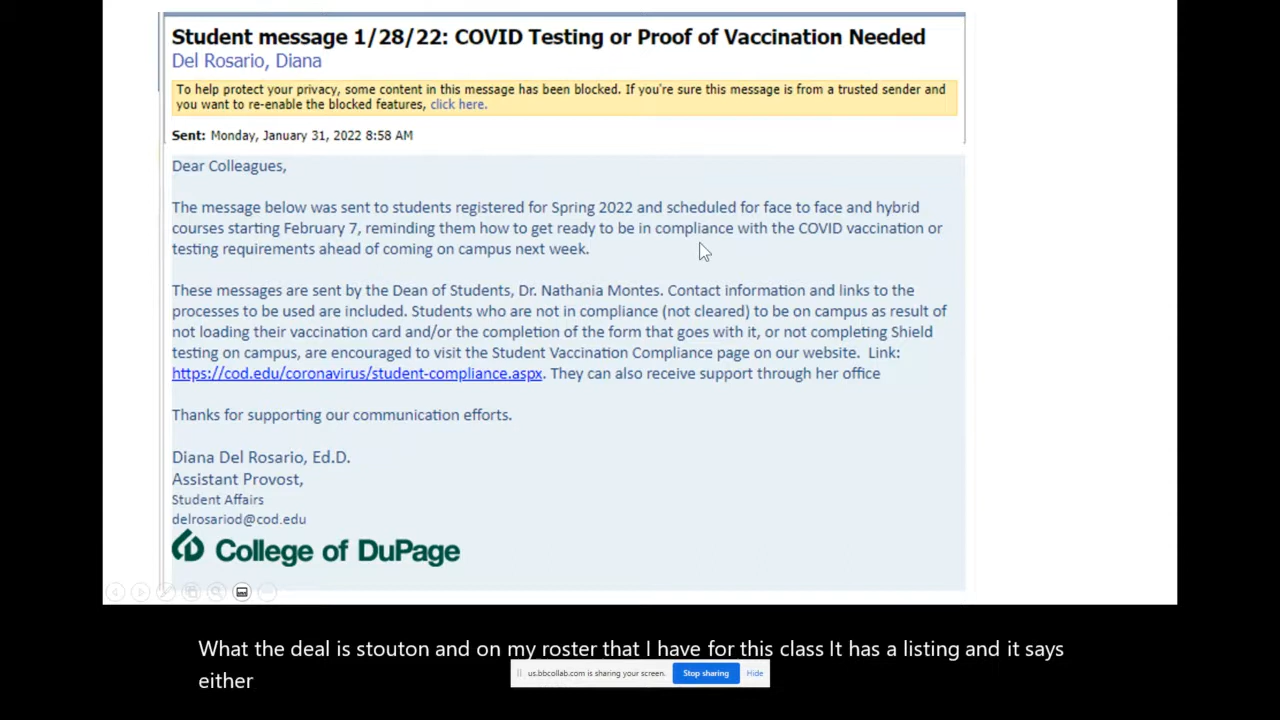 Student message 1/28/22: COVID Testing or Proof of Vaccination Needed
Del Rosario, Diana
To help protect your privacy, some content in this message has been blocked. If you're sure this message is from a trusted sender and
you want to re-enable the blocked features, click here.
Sent: Monday, January 31, 2022 8:58 AM
Dear Colleagues,
The message below was sent to students registered for Spring 2022 and scheduled for face to face and hybrid
courses starting February 7, reminding them how to get ready to be in compliance with the COVID vaccination or
testing requirements ahead of coming on campus next week.
These messages are sent by the Dean of Students, Dr. Nathania Montes. Contact information and links to the
processes to be used are included. Students who are not in compliance (not cleared) to be on campus as result of
not loading their vaccination card and/or the completion of the form that goes with it, or not completing Shield
testing on campus, are encouraged to visit the Student Vaccination Compliance page on our website. Link:
https://cod.edu/coronavirus/student-compliance.aspx. They can also receive support through her office
Thanks for supporting our communication efforts.
Diana Del Rosario, Ed.D.
Assistant Provost,
Student Affairs
delrosariod@cod.edu
College of DuPage
What the deal is stouton and on my roster that I have for this class It has a listing and it says
either
us.bbcollab.com is sharing your screen. Stop sharing Hide